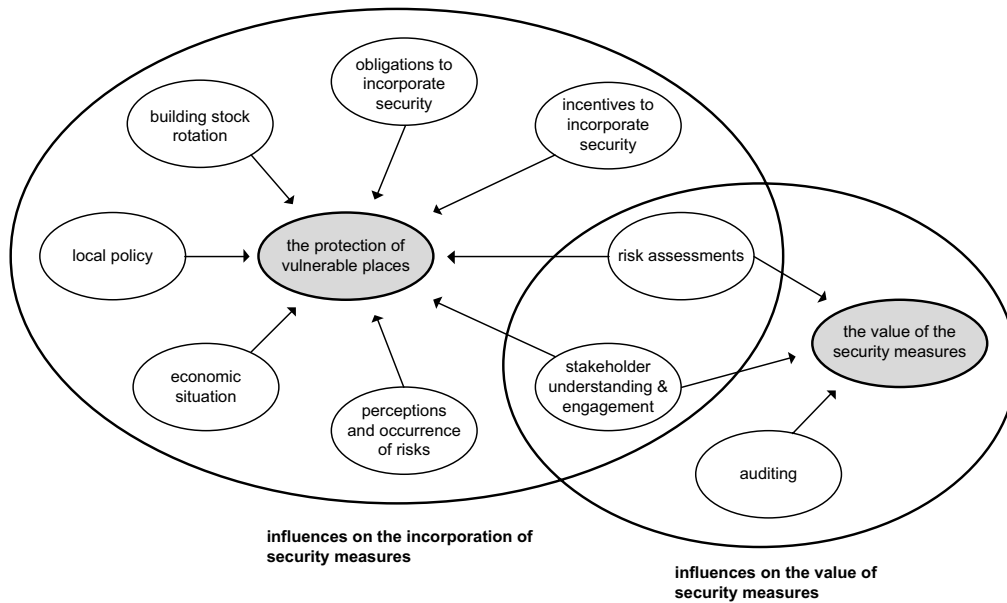 obligations to
incorporate
security
building stock
rotation
incentives to
incorporate
security
local policy
the protection of
vulnerable places
risk assessments
the value of the
security measures
economic
situation
perceptions
and occurrence
of risks
stakeholder
understanding &
engagement
auditing
influences on the incorporation of
security measures
influences on the value of
security measures